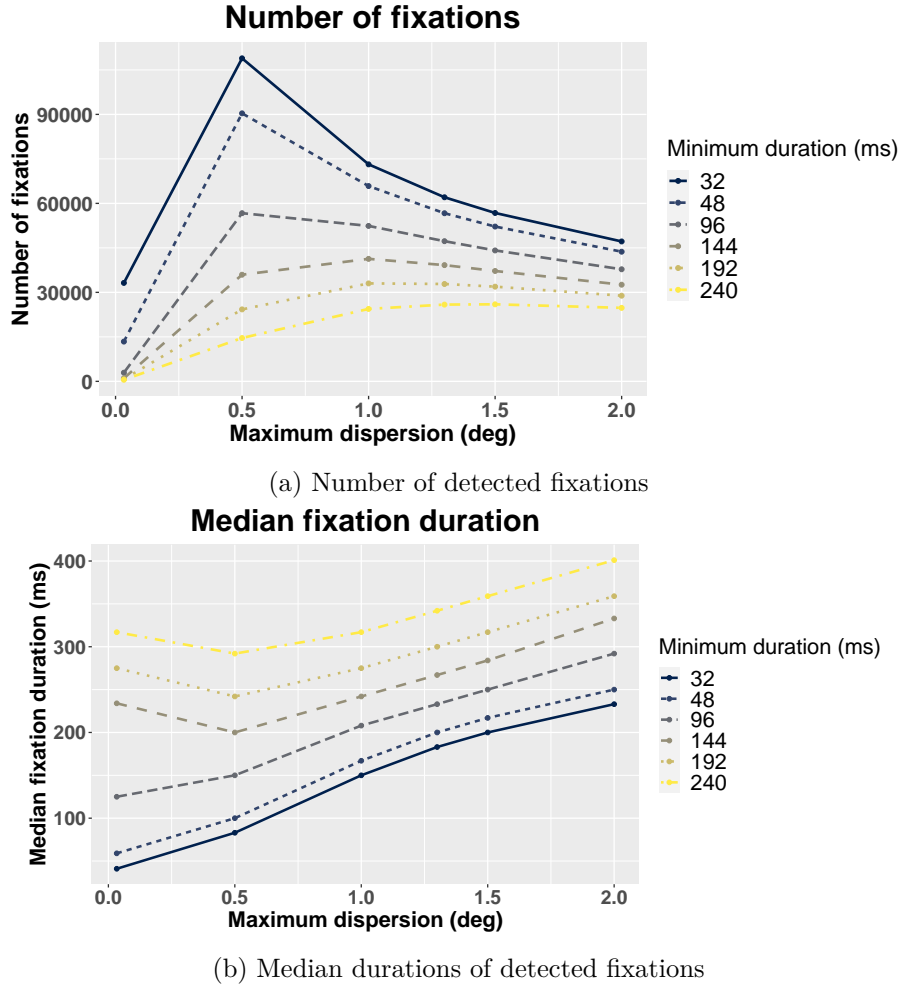 Number of fixations
Number of fixations
90000
60000
30000
0
0.0 0.5 1.0 1.5 2.0
Maximum dispersion (deg)
Minimum duration (ms)
32
48
96
144
192
240
(a) Number of detected fixations
Median fixation duration
Median fixation duration (ms)
400
300
200
100
0.0 0.5 1.0 1.5 2.0
Maximum dispersion (deg)
Minimum duration (ms)
32
48
96
144
192
240
(b) Median durations of detected fixations